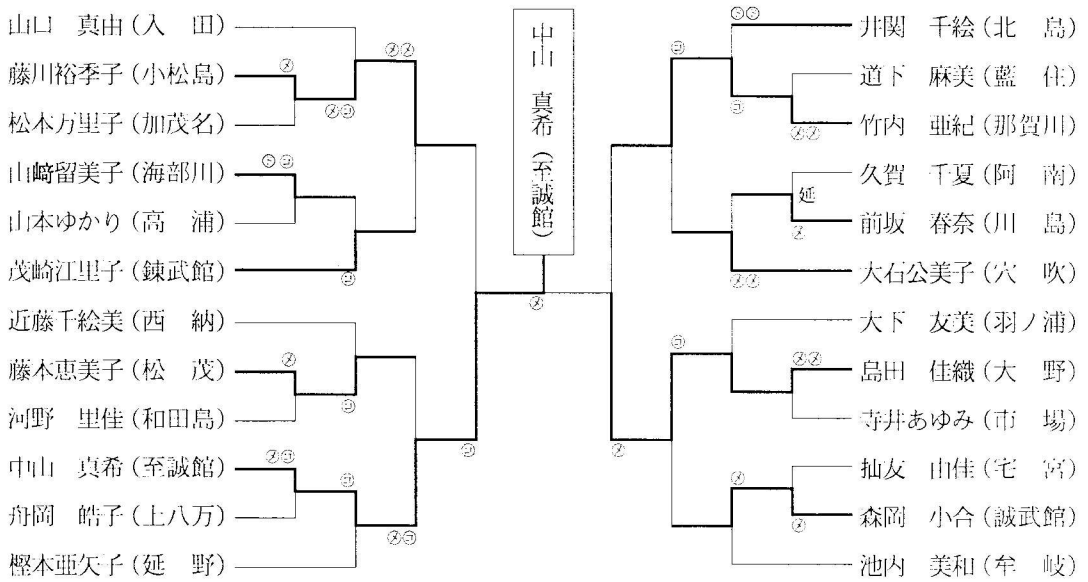 山口 真由(入 田)
藤川裕季子(小松島)
松本万里子(加茂名)
山﨑留美子(海部川)
山本ゆかり(高 浦)
茂崎江里子(錬武館)
近藤千絵美(西 納)
藤本恵美子(松 茂)
河野 里佳(和田島)
中山 真希(至誠館)
舟岡 皓子(上八万)
樫本亜矢子(延 野)
中山 真希(至誠館)
井関 千絵(北 島)
道下 麻美(藍 住)
竹内 亜紀(那賀川)
久賀 千夏(阿 南)
延
前坂 春奈(川 島)
大石公美子(穴 吹)
大下 友美(羽ノ浦)
島田 佳織(大 野)
寺井あゆみ(市 場)
抽友 由佳(宅 宮)
森岡 小合(誠武館)
池内 美和(牟 岐)